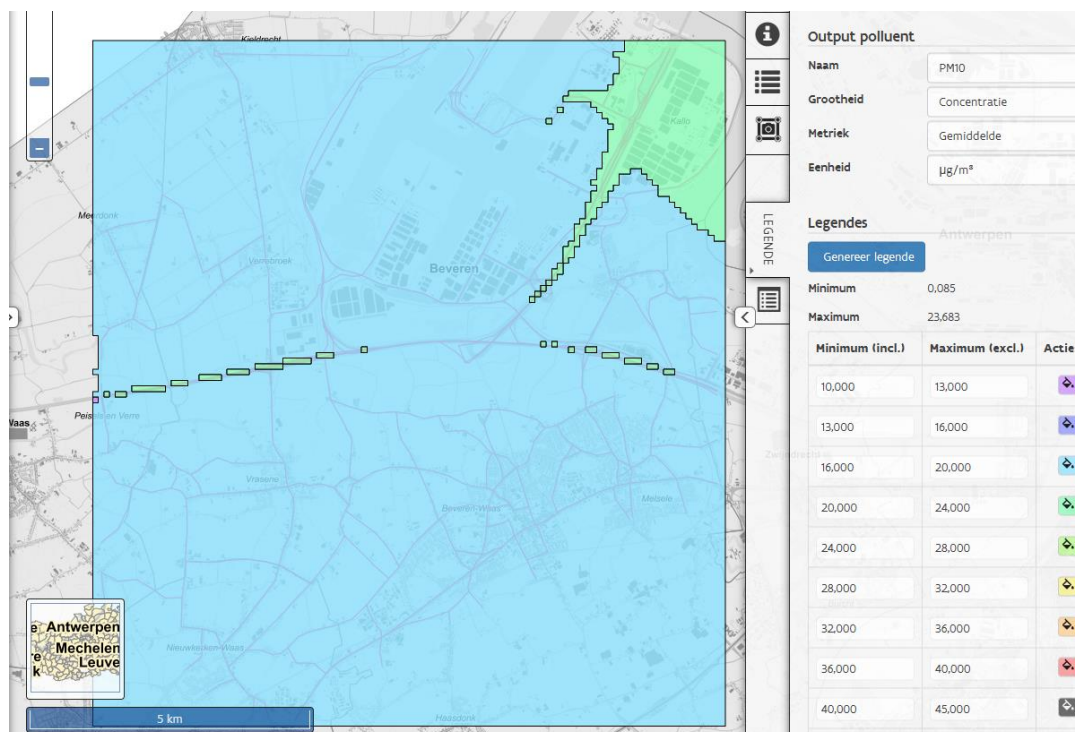 Kieldrecht
Kallo
Meerdonk
Verrebroek
Beveren
Vrasene
Beveren-Waas
Melsele
Nieuwkerken-Waas
Haasdonk
Waas
e Antwerpen
Mechelen
Leuve
k
5 km
Output polluent
Naam
PM10
Grootheid
Concentratie
Metriek
Gemiddelde
Eenheid
µg/m³
LEGENDE
Legendes
Antwerpen
Genereer legende
Minimum 0,085
Maximum 23,683
Minimum (incl.) Maximum (excl.) Actie
10,000 13,000
13,000 16,000
16,000 20,000
20,000 24,000
24,000 28,000
28,000 32,000
32,000 36,000
36,000 40,000
40,000 45,000